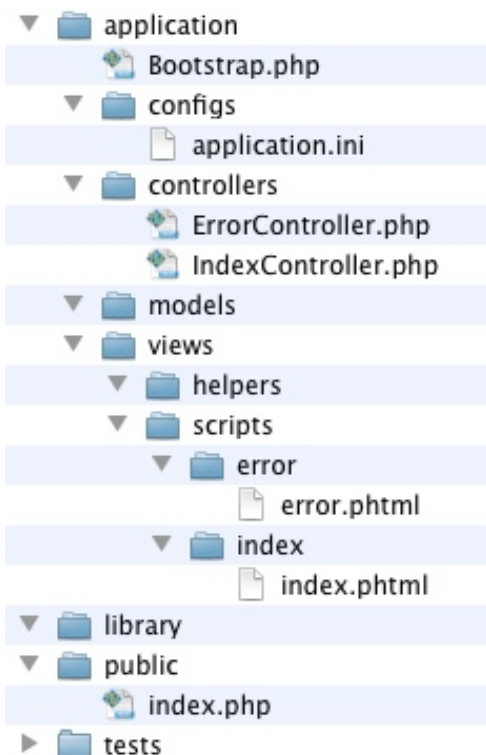 application
Bootstrap.php
configs
application.ini
controllers
ErrorController.php
IndexController.php
models
views
helpers
scripts
error
error.phtml
index
index.phtml
library
public
index.php
tests